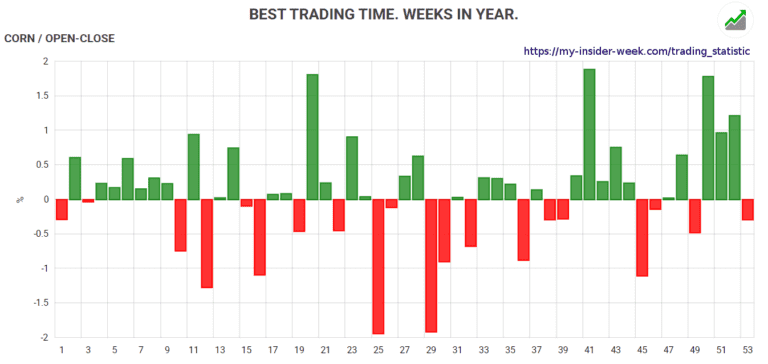 BEST TRADING TIME. WEEKS IN YEAR.
CORN / OPEN-CLOSE
https://my-insider-week.com/trading_statistic
2
1.5
1
0.5
0
-0.5
-1
-1.5
-2
%
1 3 5 7 9 11 13 15 17 19 21 23 25 27 29 31 33 35 37 39 41 43 45 47 49 51 53